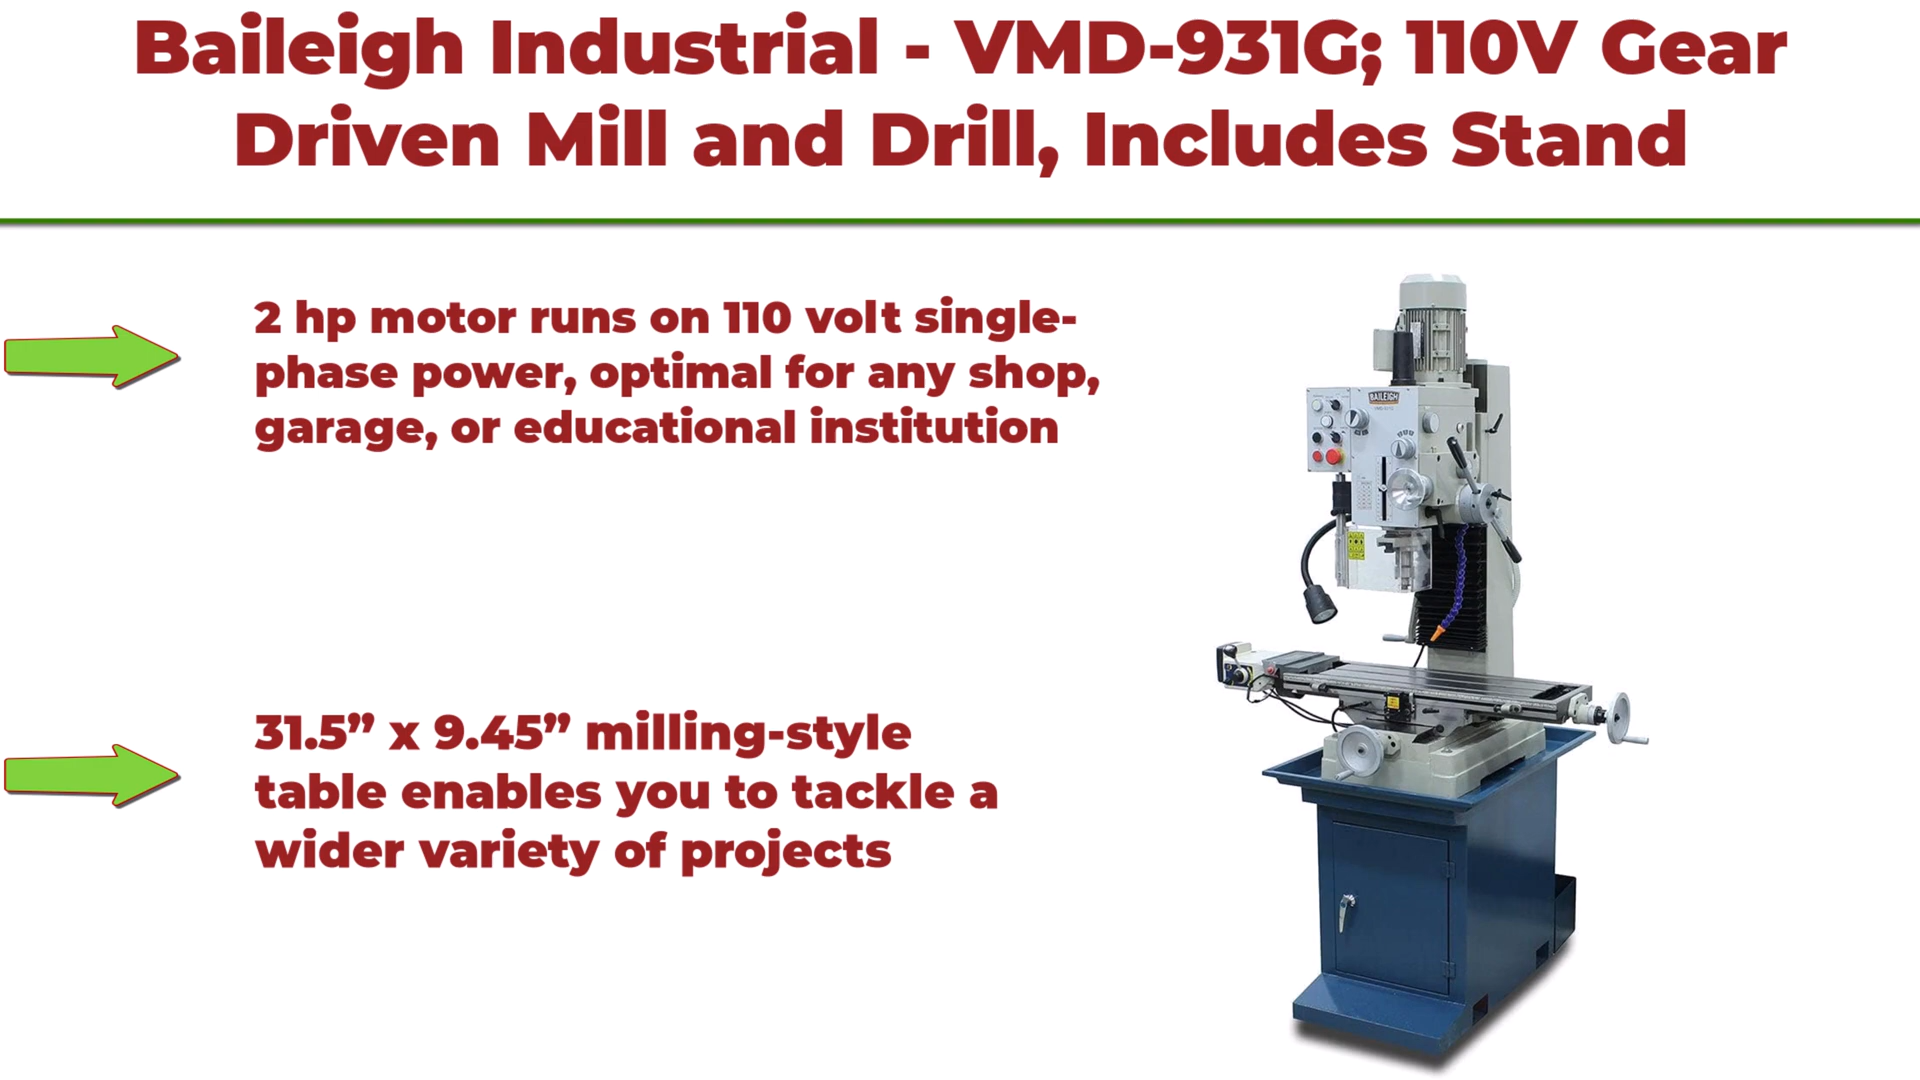 Baileigh Industrial - VMD-931G; 110V Gear
Driven Mill and Drill, Includes Stand
2 hp motor runs on 110 volt single-
phase power, optimal for any shop,
garage, or educational institution
31.5” x 9.45” milling-style
table enables you to tackle a
wider variety of projects
BAILEIGH